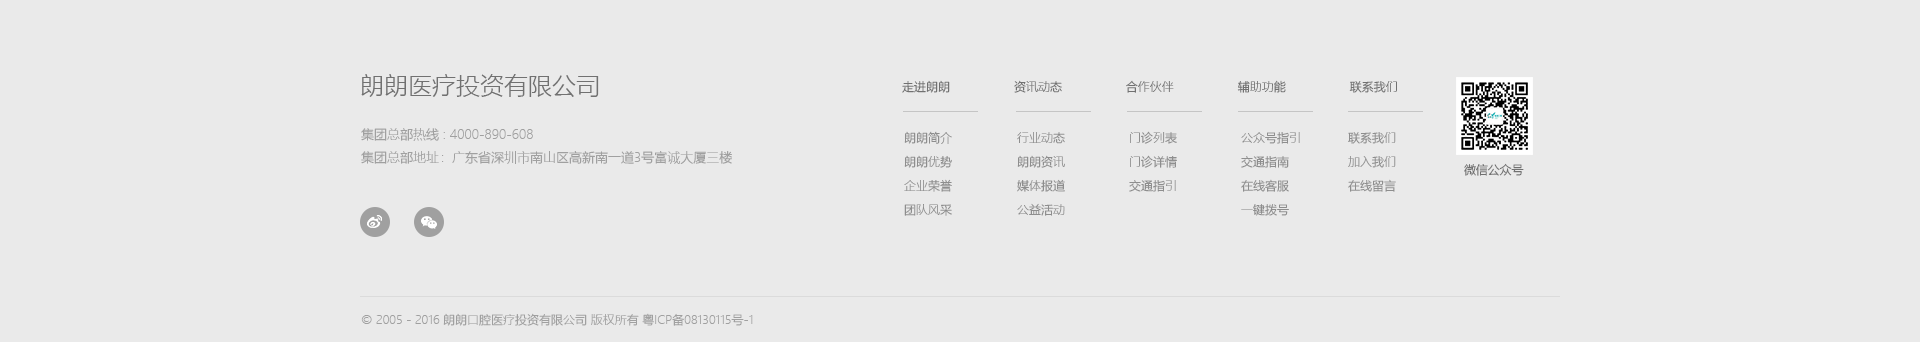 朗朗医疗投资有限公司
集团总部热线 : 4000-890-608
集团总部地址： 广东省深圳市南山区高新南一道3号富诚大厦三楼
走进朗朗
朗朗简介
朗朗优势
企业荣誉
团队风采
资讯动态
行业动态
朗朗资讯
媒体报道
公益活动
合作伙伴
门诊列表
门诊详情
交通指引
辅助功能
公众号指引
交通指南
在线客服
一键拨号
联系我们
联系我们
加入我们
在线留言
微信公众号
© 2005 - 2016 朗朗口腔医疗投资有限公司 版权所有 粤ICP备08130115号-1